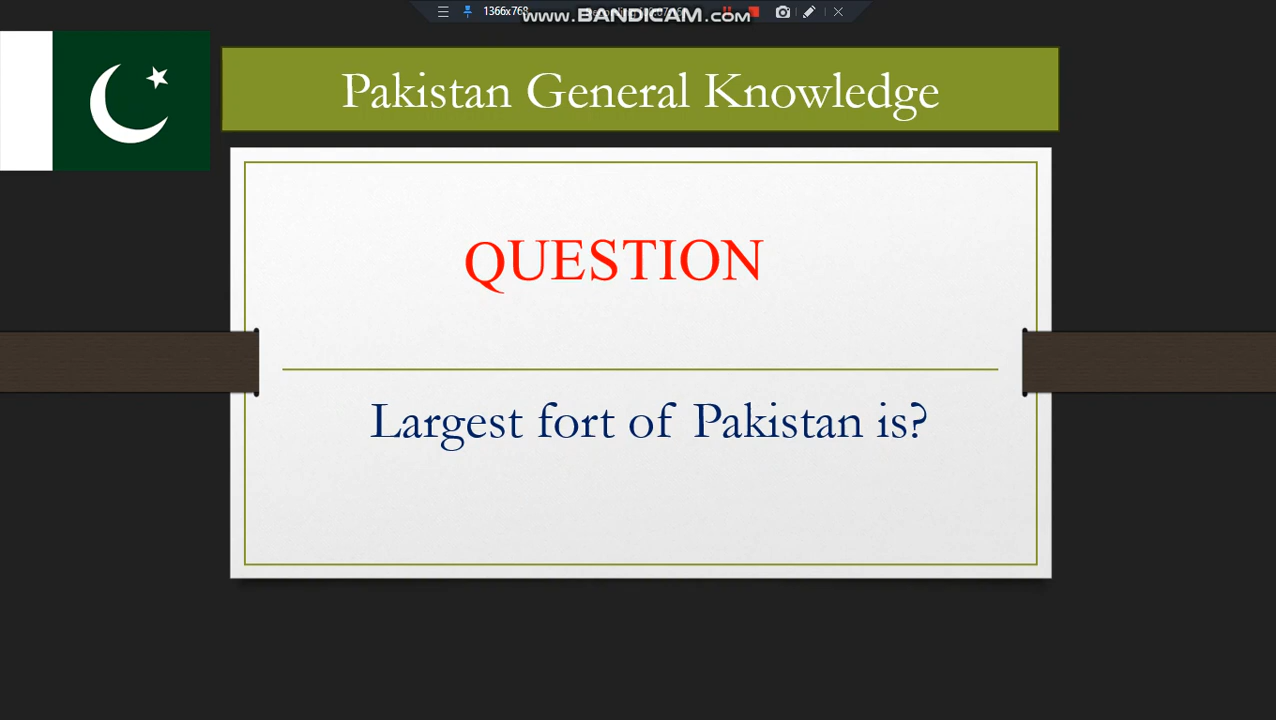 1366x768
www.BANDICAM.com
Pakistan General Knowledge
QUESTION
Largest fort of Pakistan is?